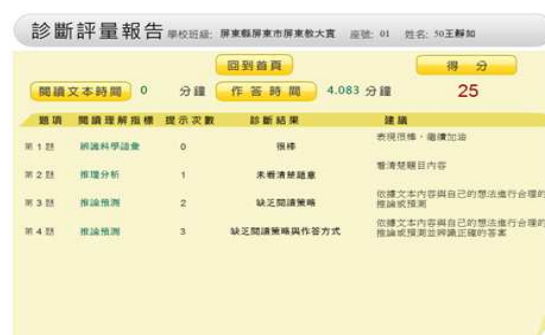 診斷評量報告 學校班級: 屏東縣屏東市屏東教大實 座號: 01 姓名: 50王靜如
回到首頁 得 分
閱讀文本時間 0 分鐘 作 答 時 間 4.083 分鐘 25
題項 閱讀理解指標 提示次數 診斷結果 建議
第 1 題 辨識科學語彙 0 很棒 表現很棒,繼續加油
第 2 題 推理分析 1 未看清楚題意 看清楚題目內容
第 3 題 推論預測 2 缺乏閱讀策略 依據文本內容與自己的想法進行合理的
推論或預測
第 4 題 推論預測 3 缺乏閱讀策略與作答方式 依據文本內容與自己的想法進行合理的
推論或預測並辨識正確的答案